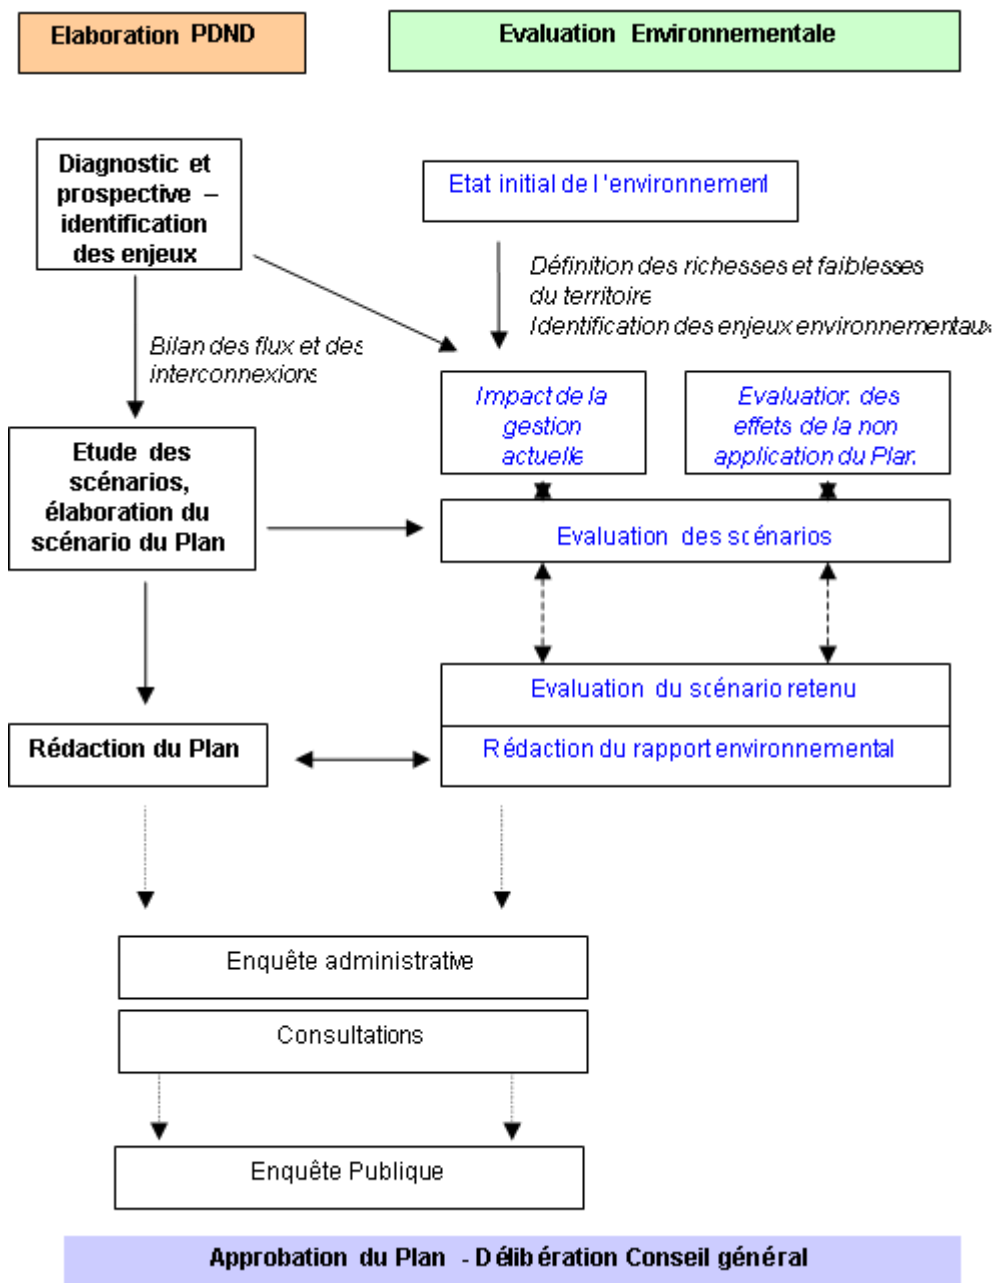 Elaboration PDND
Evaluation Environnementale
Diagnostic et
prospective –
identification
des enjeux
Etat initial de l'environnement
Définition des richesses et faiblesses
du territoire
Identification des enjeux environnementaux
Bilan des flux et des
interconnexions
Impact de la
gestion
actuelle
Evaluation des
effets de la non
application du Plan.
Etude des
scénarios,
élaboration du
scénario du Plan
Evaluation des scénarios
Evaluation du scénario retenu
Rédaction du Plan
Rédaction du rapport environnemental
Enquête administrative
Consultations
Enquête Publique
Approbation du Plan - Délibération Conseil général